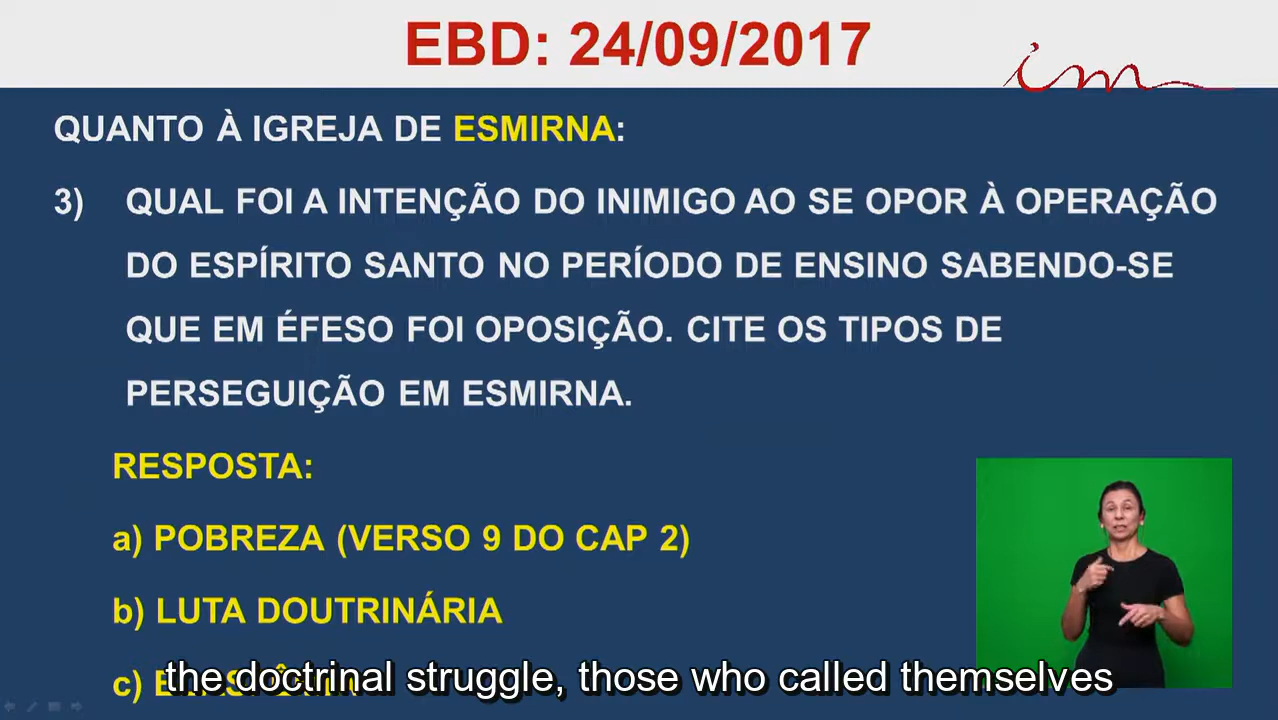 EBD: 24/09/2017
im
QUANTO À IGREJA DE ESMIRNA:
3) QUAL FOI A INTENÇÃO DO INIMIGO AO SE OPOR À OPERAÇÃO
DO ESPÍRITO SANTO NO PERÍODO DE ENSINO SABENDO-SE
QUE EM ÉFESO FOI OPOSIÇÃO. CITE OS TIPOS DE
PERSEGUIÇÃO EM ESMIRNA.
RESPOSTA:
a) POBREZA (VERSO 9 DO CAP 2)
b) LUTA DOUTRINÁRIA
c)
the doctrinal struggle, those who called themselves